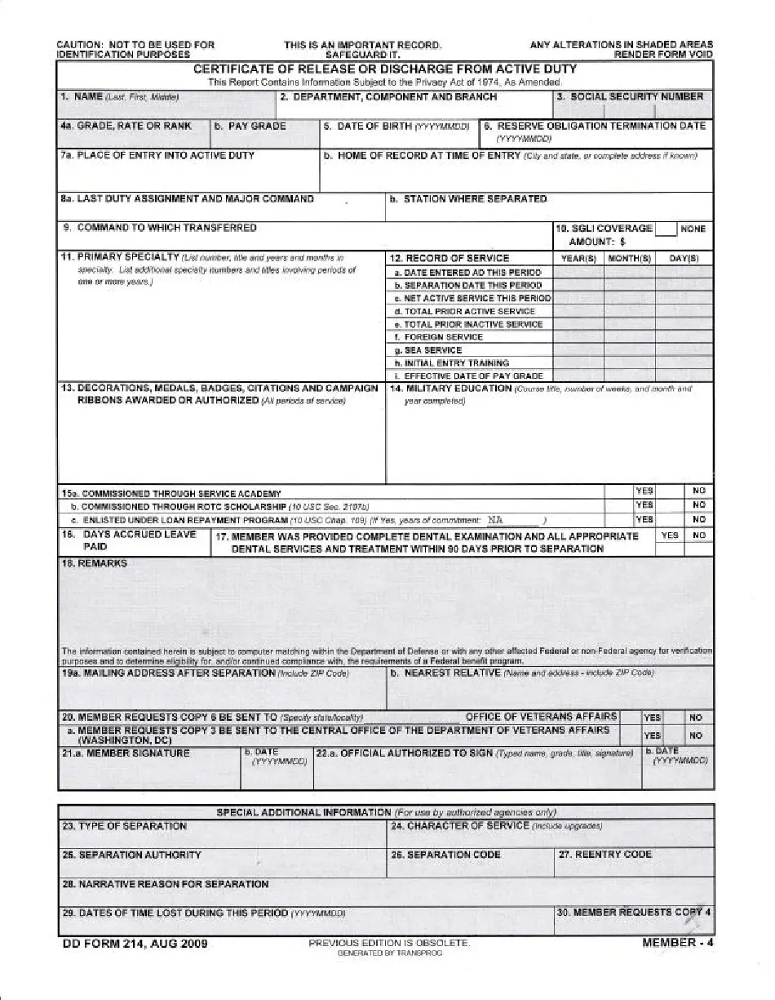 CAUTION: NOT TO BE USED FOR IDENTIFICATION PURPOSES
THIS IS AN IMPORTANT RECORD. SAFEGUARD IT.
ANY ALTERATIONS IN SHADED AREAS RENDER FORM VOID
CERTIFICATE OF RELEASE OR DISCHARGE FROM ACTIVE DUTY
This Report Contains Information Subject to the Privacy Act of 1974, As Amended.
1. NAME (Last, First, Middle)
2. DEPARTMENT, COMPONENT AND BRANCH
3. SOCIAL SECURITY NUMBER
4a. GRADE, RATE OR RANK
b. PAY GRADE
5. DATE OF BIRTH (YYYYMMDD)
6. RESERVE OBLIGATION TERMINATION DATE
(YYYYMMDD)
7a. PLACE OF ENTRY INTO ACTIVE DUTY
b. HOME OF RECORD AT TIME OF ENTRY (City and state, or complete address if known)
8a. LAST DUTY ASSIGNMENT AND MAJOR COMMAND
b. STATION WHERE SEPARATED
9. COMMAND TO WHICH TRANSFERRED
10. SGLI COVERAGE NONE
AMOUNT: $
11. PRIMARY SPECIALTY (List number, title and years and months in
specialty. List additional specialty numbers and titles involving periods of
one or more years.)
12. RECORD OF SERVICE YEAR(S) MONTH(S) DAY(S)
a. DATE ENTERED AD THIS PERIOD
b. SEPARATION DATE THIS PERIOD
c. NET ACTIVE SERVICE THIS PERIOD
d. TOTAL PRIOR ACTIVE SERVICE
e. TOTAL PRIOR INACTIVE SERVICE
f. FOREIGN SERVICE
g. SEA SERVICE
h. INITIAL ENTRY TRAINING
i. EFFECTIVE DATE OF PAY GRADE
13. DECORATIONS, MEDALS, BADGES, CITATIONS AND CAMPAIGN
RIBBONS AWARDED OR AUTHORIZED (All periods of service)
14. MILITARY EDUCATION (Course title, number of weeks, and month and
year completed)
15a. COMMISSIONED THROUGH SERVICE ACADEMY YES NO
b. COMMISSIONED THROUGH ROTC SCHOLARSHIP (10 USC Sec. 2107b) YES NO
c. ENLISTED UNDER LOAN REPAYMENT PROGRAM (10 USC Chap. 109) (If Yes, years of commitment: NA ) YES NO
16. DAYS ACCRUED LEAVE
PAID
17. MEMBER WAS PROVIDED COMPLETE DENTAL EXAMINATION AND ALL APPROPRIATE YES NO
DENTAL SERVICES AND TREATMENT WITHIN 90 DAYS PRIOR TO SEPARATION
18. REMARKS
The information contained herein is subject to computer matching within the Department of Defense or with any other affected Federal or non-Federal agency for verification
purposes and to determine eligibility for, and/or continued compliance with, the requirements of a Federal benefit program.
19a. MAILING ADDRESS AFTER SEPARATION (Include ZIP Code)
b. NEAREST RELATIVE (Name and address - include ZIP Code)
20. MEMBER REQUESTS COPY 6 BE SENT TO (Specify state/locality) OFFICE OF VETERANS AFFAIRS YES NO
a. MEMBER REQUESTS COPY 3 BE SENT TO THE CENTRAL OFFICE OF THE DEPARTMENT OF VETERANS AFFAIRS
(WASHINGTON, DC) YES NO
21.a. MEMBER SIGNATURE
b. DATE
(YYYYMMDD)
22.a. OFFICIAL AUTHORIZED TO SIGN (Typed name, grade, title, signature)
b. DATE
(YYYYMMDD)
SPECIAL ADDITIONAL INFORMATION (For use by authorized agencies only)
23. TYPE OF SEPARATION
24. CHARACTER OF SERVICE (Include upgrades)
25. SEPARATION AUTHORITY
26. SEPARATION CODE
27. REENTRY CODE
28. NARRATIVE REASON FOR SEPARATION
29. DATES OF TIME LOST DURING THIS PERIOD (YYYYMMDD)
30. MEMBER REQUESTS COPY 4
DD FORM 214, AUG 2009
PREVIOUS EDITION IS OBSOLETE.
GENERATED BY TRANSPROC
MEMBER - 4